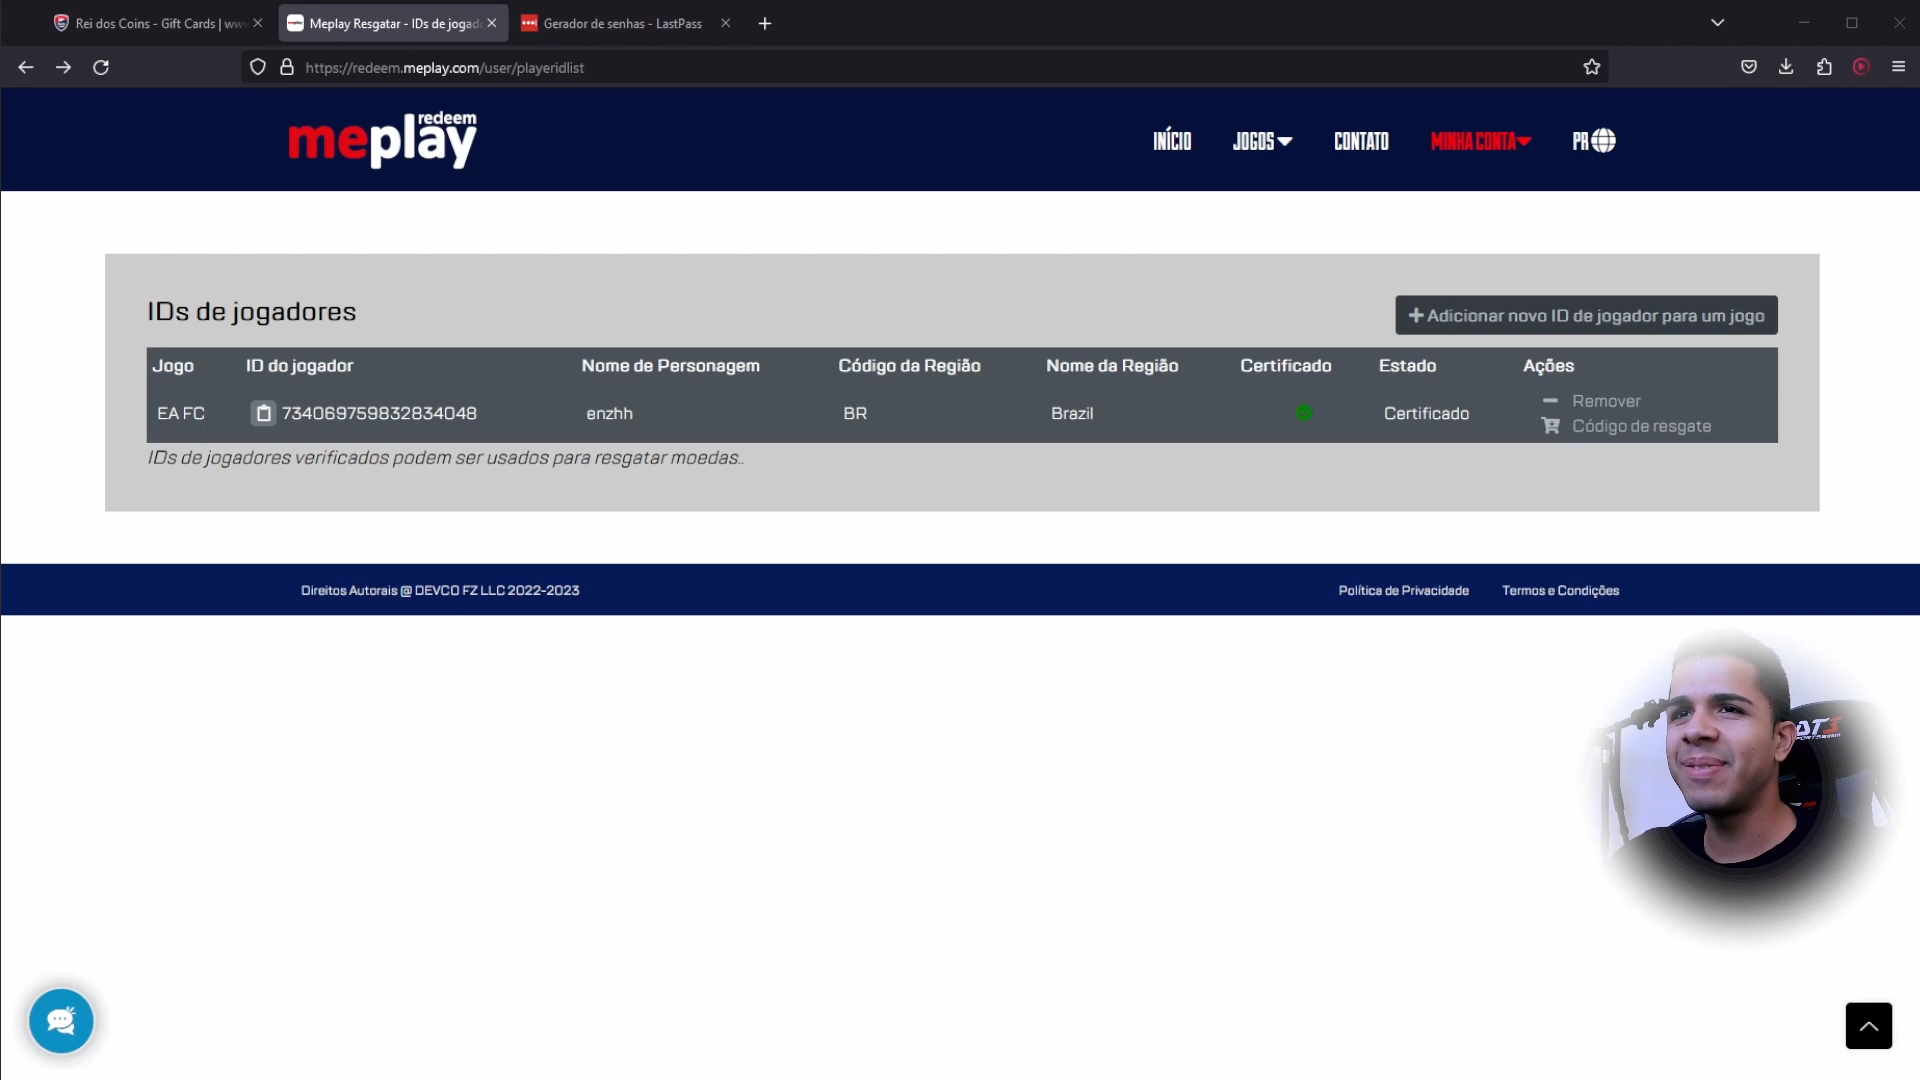 Rei dos Coins - Gift Cards | www
Meplay Resgatar - IDs de jogad
Gerador de senhas - LastPass
https://redeem.meplay.com/user/playeridlist
redeem
meplay
INÍCIO
JOGOS
CONTATO
MINHA CONTA
PR
IDs de jogadores
Adicionar novo ID de jogador para um jogo
Jogo ID do jogador Nome de Personagem Código da Região Nome da Região Certificado Estado Ações
EA FC 734069759832834048 enzhh BR Brazil Certificado
Remover
Código de resgate
IDs de jogadores verificados podem ser usados para resgatar moedas..
Direitos Autorais @ DEVCO FZ LLC 2022-2023
Política de Privacidade
Termos e Condições
DT3